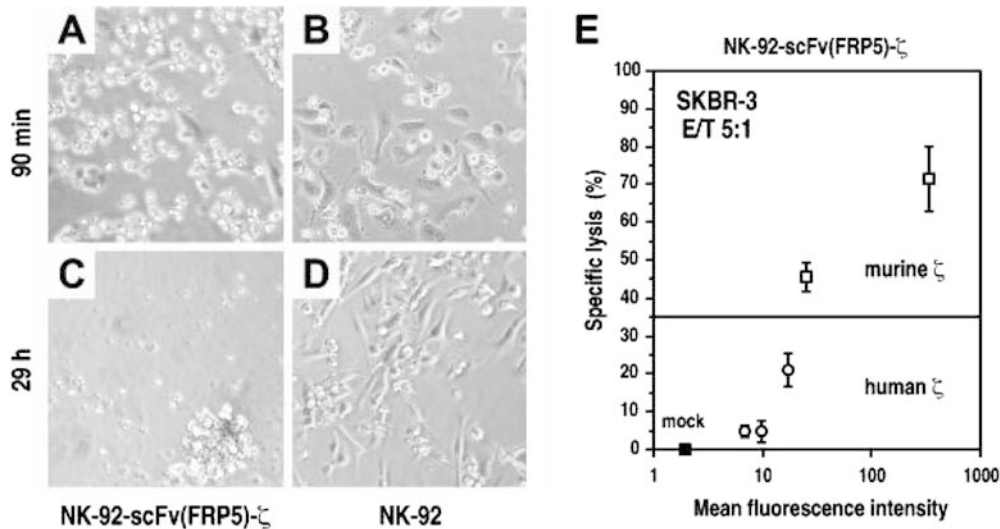 A
B
90 min
C
D
29 h
NK-92-scFv(FRP5)-ζ
NK-92
E
NK-92-scFv(FRP5)-ζ
100
90
80
70
60
50
40
30
20
10
0
Specific lysis (%)
SKBR-3
E/T 5:1
murine ζ
human ζ
mock
1
10
100
1000
Mean fluorescence intensity